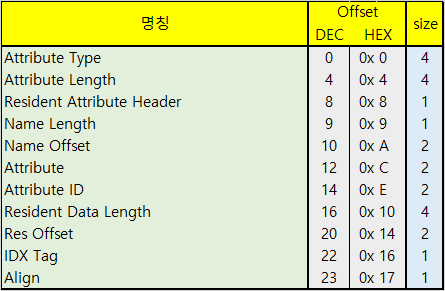 명칭 Offset size
DEC HEX
Attribute Type 0 0x 0 4
Attribute Length 4 0x 4 4
Resident Attribute Header 8 0x 8 1
Name Length 9 0x 9 1
Name Offset 10 0x A 2
Attribute 12 0x C 2
Attribute ID 14 0x E 2
Resident Data Length 16 0x 10 4
Res Offset 20 0x 14 2
IDX Tag 22 0x 16 1
Align 23 0x 17 1